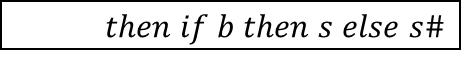 then if b then s else s#